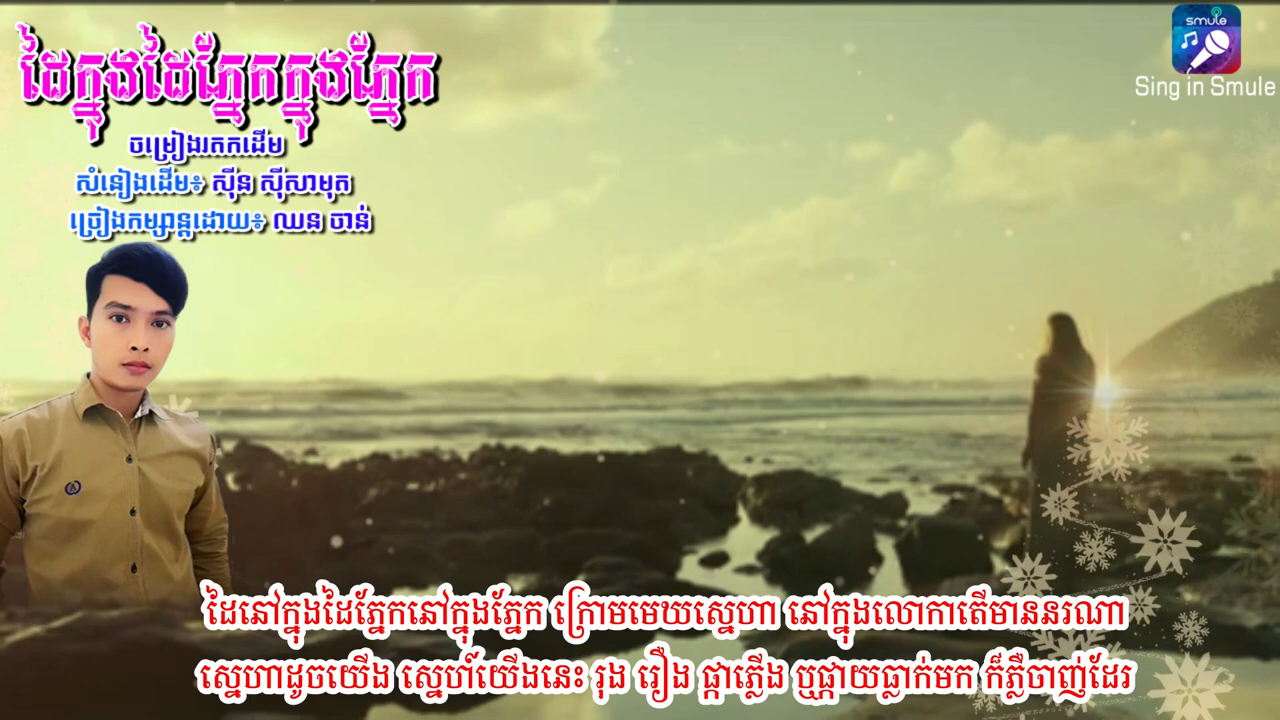 ដៃក្នុងដៃភ្នែកក្នុងភ្នែក
ចម្រៀងរតកដើម
សំនៀងដើម៖ ស៊ីន ស៊ីសាមុត
ច្រៀងកម្សាន្តដោយ៖ ឈន ចាន់
smule
Sing in Smule
ដៃនៅក្នុងដៃភ្នែកនៅក្នុងភ្នែក ក្រោមមេឃស្នេហា នៅក្នុងលោកាតើមាននរណា
ស្នេហាដូចយើង ស្នេហ៍យើងនេះ រុង រឿង ផ្កាភ្លើង ឬផ្កាយធ្លាក់មក ក៏ភ្លឺចាញ់ដែរ